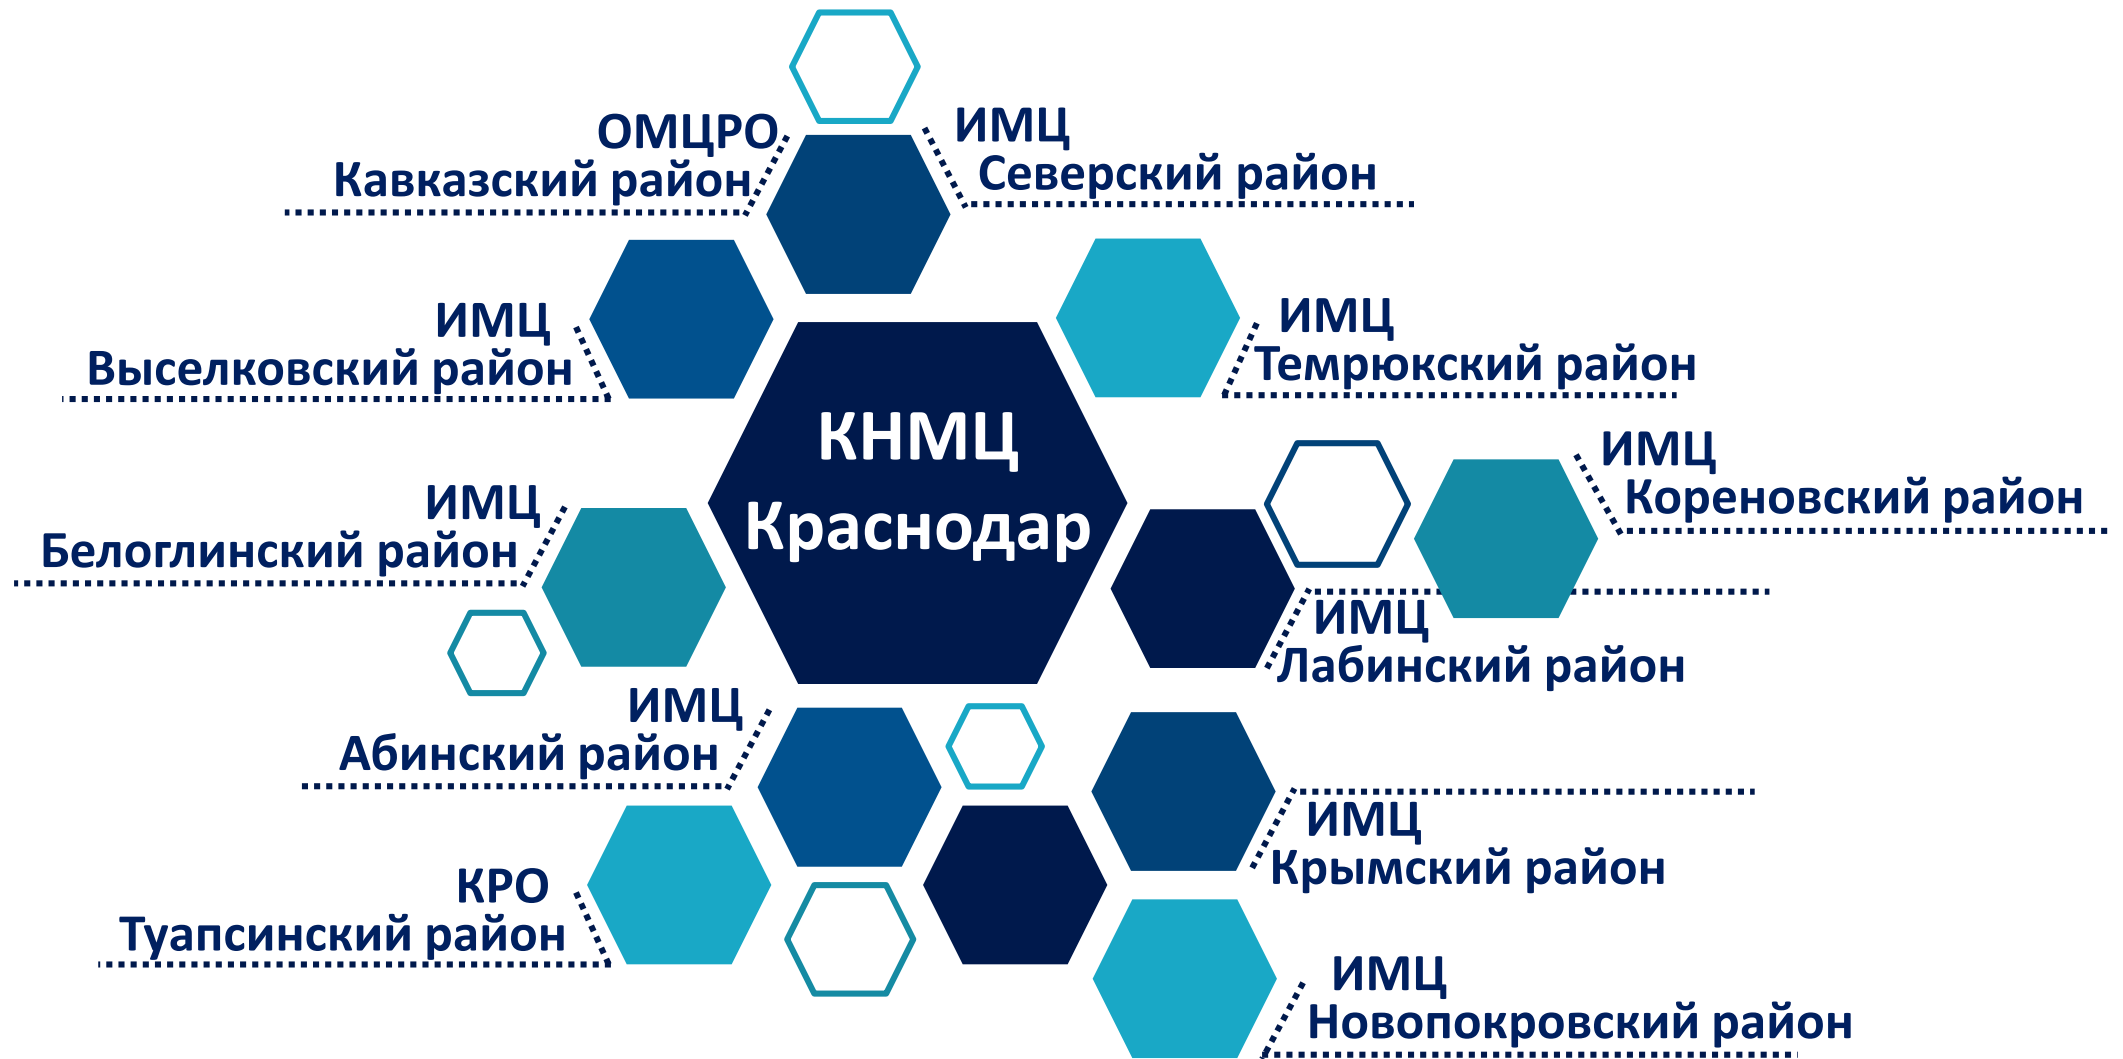 ОМЦРО
Кавказский район
ИМЦ
Северский район
ИМЦ
Выселковский район
ИМЦ
Темрюкский район
КНМЦ
Краснодар
ИМЦ
Кореновский район
ИМЦ
Белоглинский район
ИМЦ
Лабинский район
ИМЦ
Абинский район
ИМЦ
Крымский район
КРО
Туапсинский район
ИМЦ
Новопокровский район